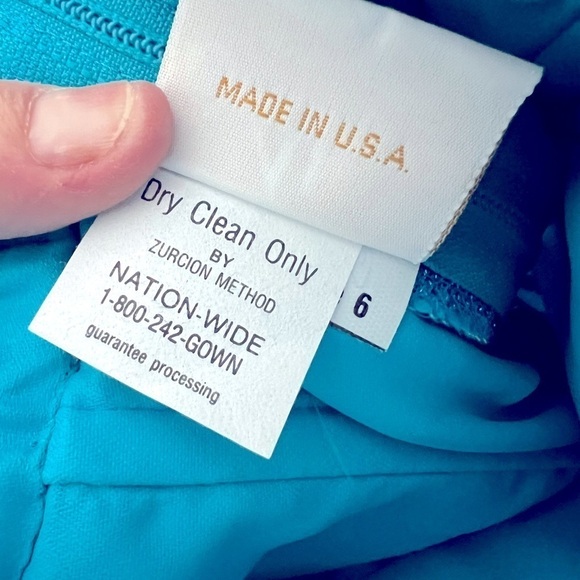 MADE IN U.S.A.
Dry Clean Only
BY
ZURCION METHOD
NATION-WIDE
1-800-242-GOWN
guarantee processing
6